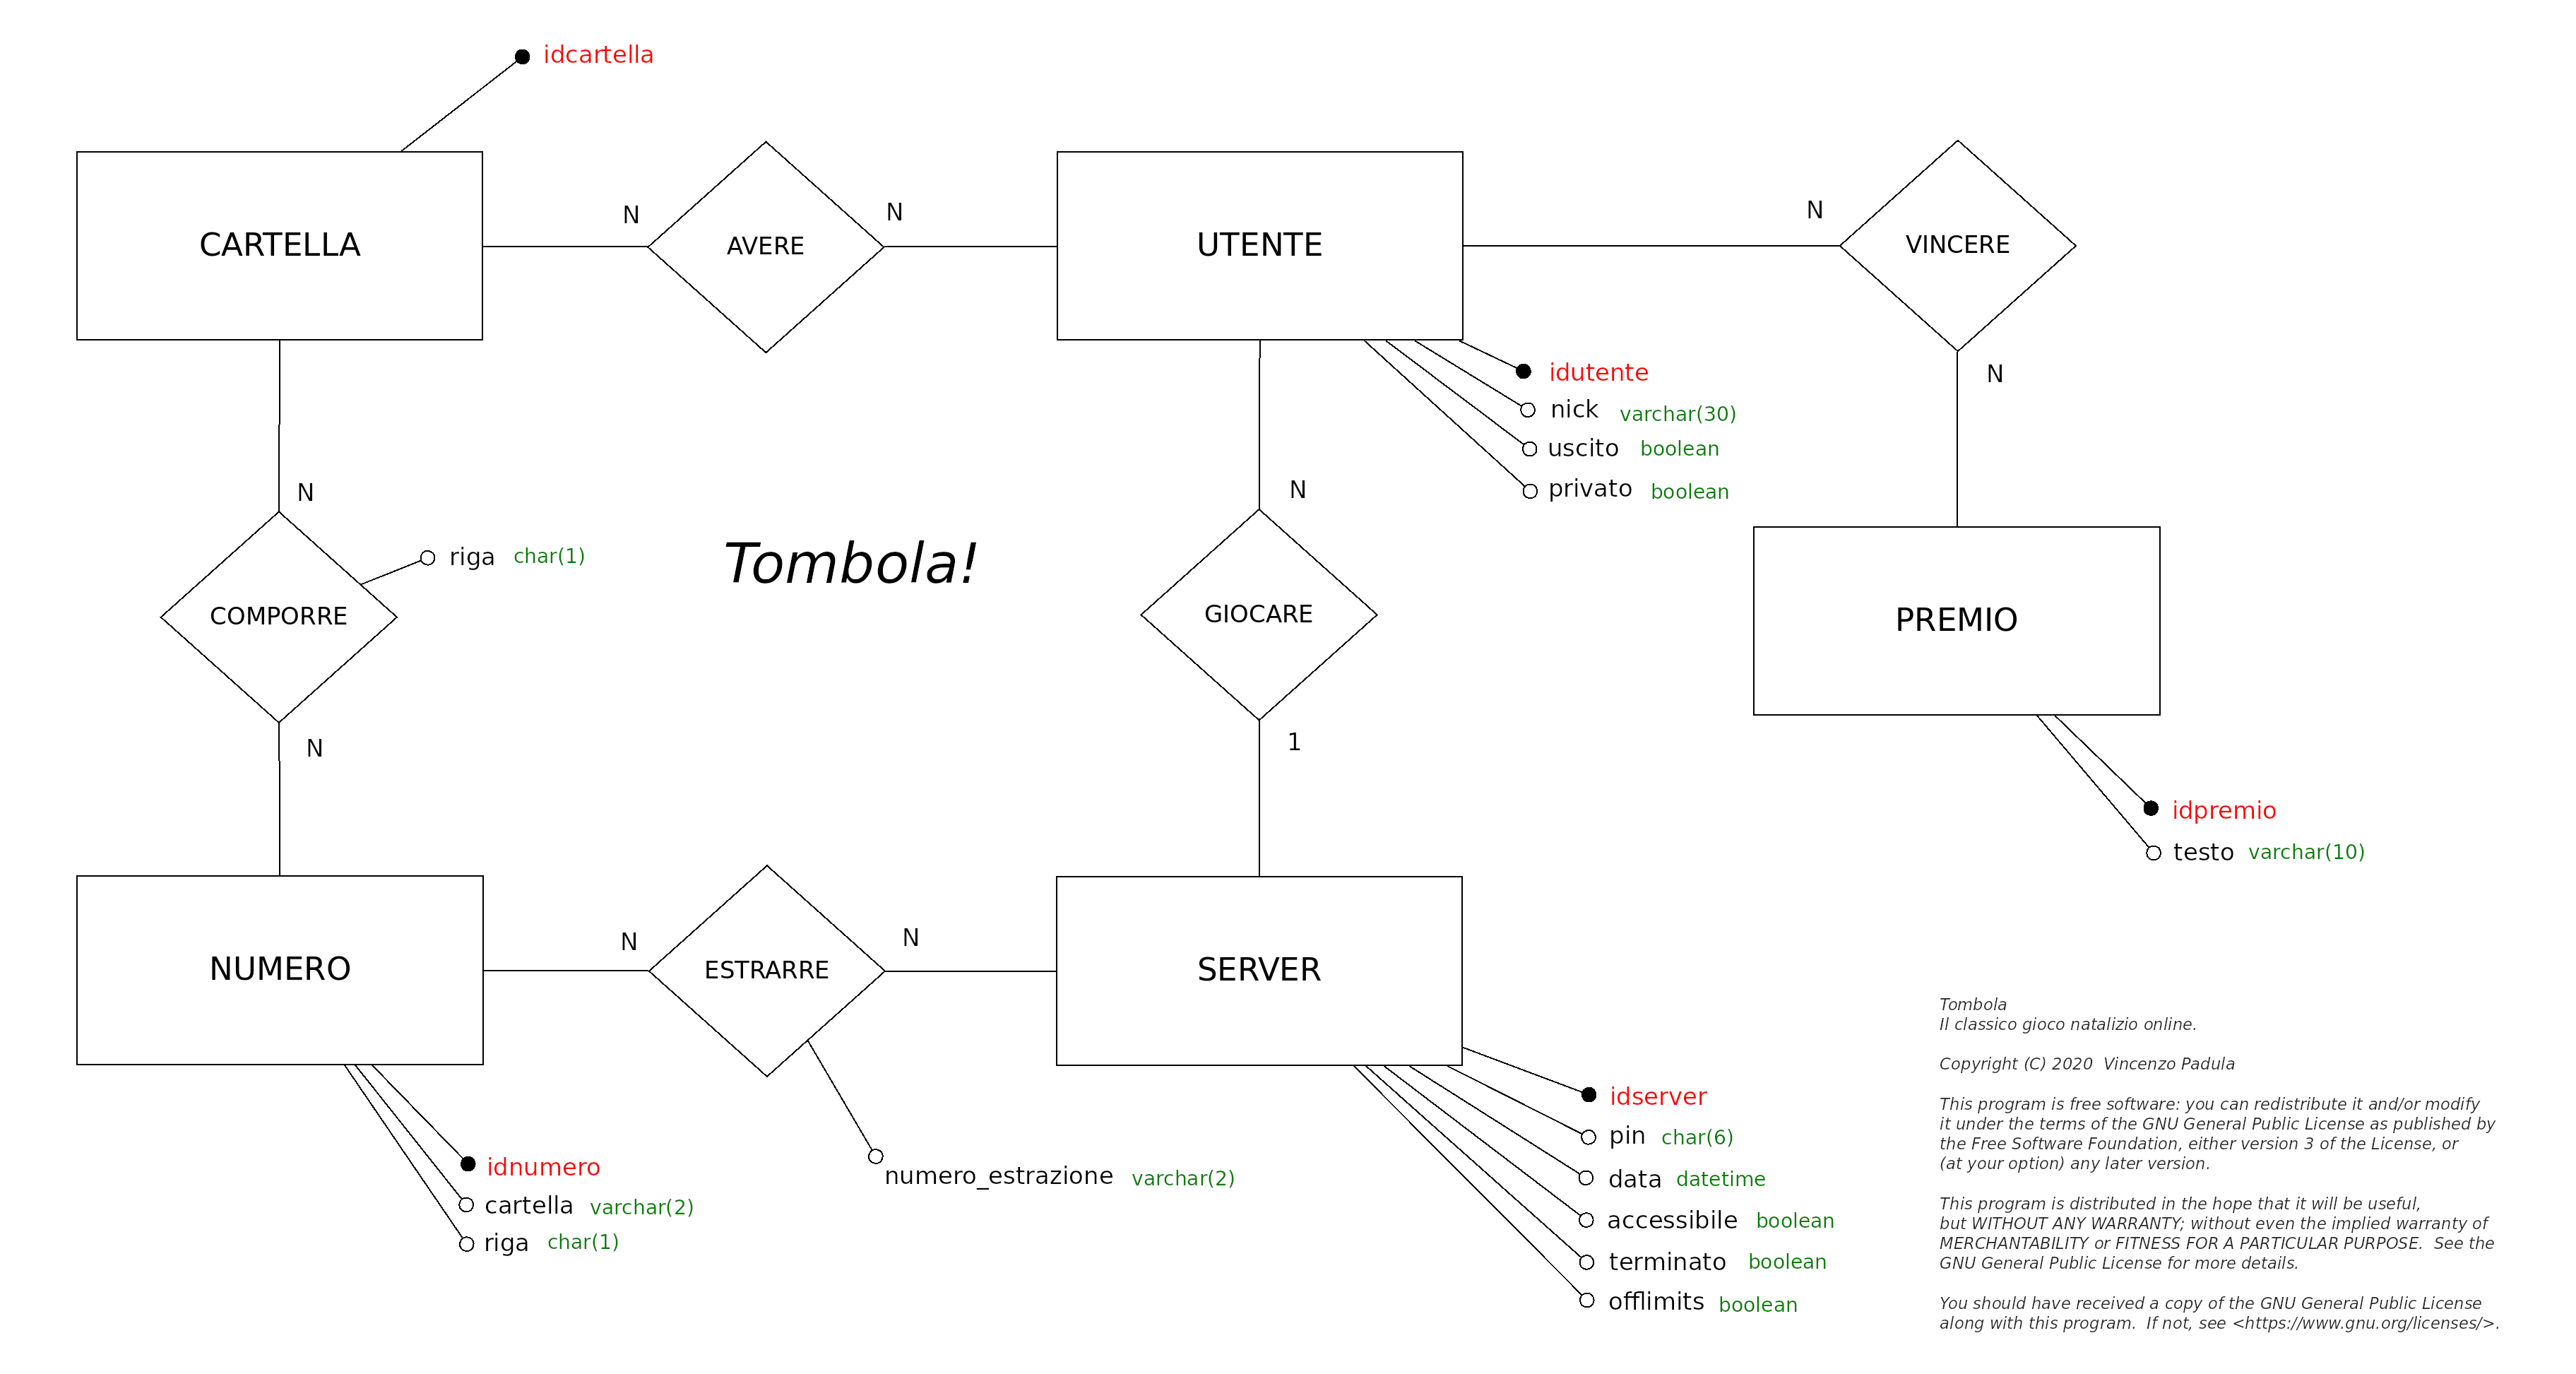 idcartella
CARTELLA
N
AVERE
N
UTENTE
N
VINCERE
N
idutente
nick varchar(30)
uscito boolean
privato boolean
N
riga char(1)
COMPORRE
N
Tombola!
N
GIOCARE
1
PREMIO
idpremio
testo varchar(10)
NUMERO
N
ESTRARRE
N
SERVER
idnumero
cartella varchar(2)
riga char(1)
numero_estrazione varchar(2)
idserver
pin char(6)
data datetime
accessibile boolean
terminato boolean
offlimits boolean
Tombola
Il classico gioco natalizio online.
Copyright (C) 2020  Vincenzo Padula
This program is free software: you can redistribute it and/or modify
it under the terms of the GNU General Public License as published by
the Free Software Foundation, either version 3 of the License, or
(at your option) any later version.
This program is distributed in the hope that it will be useful,
but WITHOUT ANY WARRANTY; without even the implied warranty of
MERCHANTABILITY or FITNESS FOR A PARTICULAR PURPOSE.  See the
GNU General Public License for more details.
You should have received a copy of the GNU General Public License
along with this program.  If not, see <https://www.gnu.org/licenses/>.